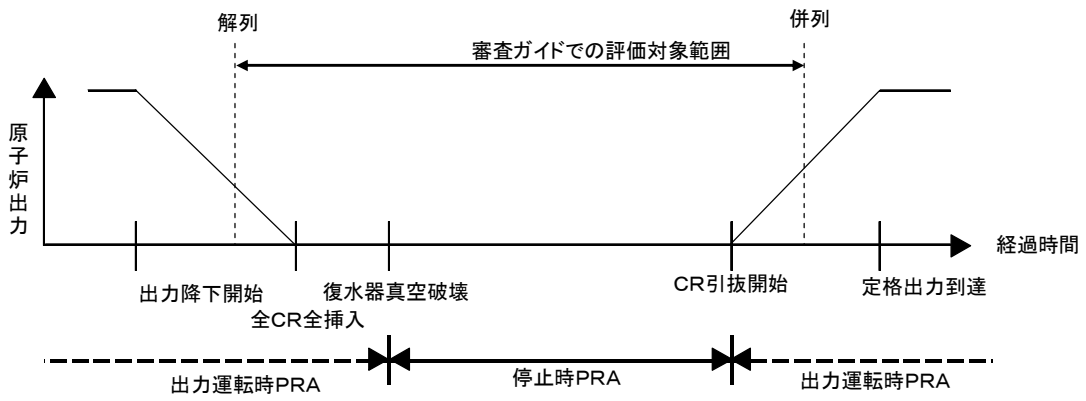 解列
併列
審査ガイドでの評価対象範囲
原子炉出力
経過時間
出力降下開始
全CR全挿入
復水器真空破壊
CR引抜開始
定格出力到達
出力運転時PRA
停止時PRA
出力運転時PRA